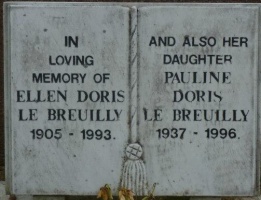 IN
LOVING
MEMORY OF
ELLEN DORIS
LE BREUILLY
1905 - 1993.
AND ALSO HER
DAUGHTER
PAULINE
DORIS
LE BREUILLY
1937 - 1996.